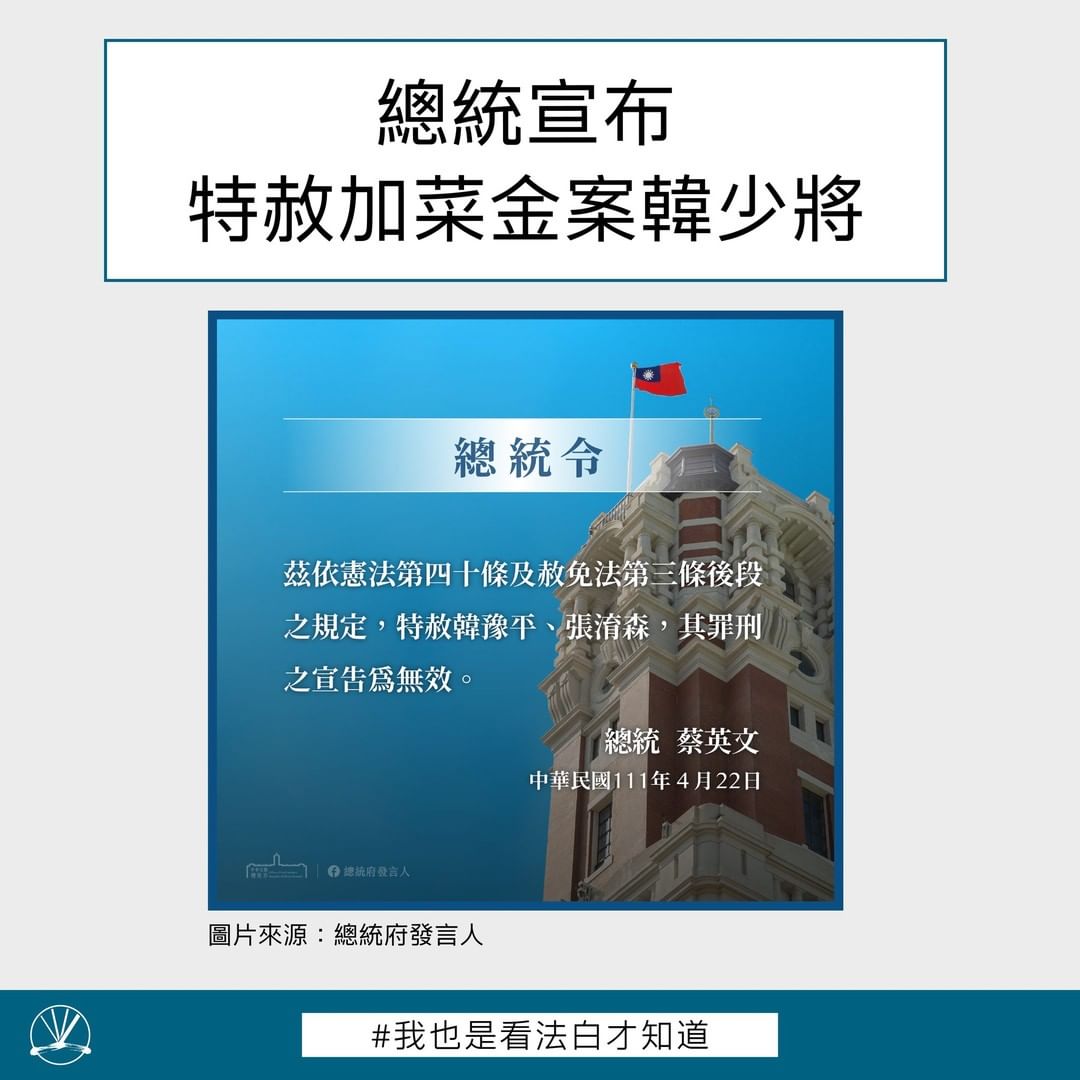 總統宣布
特赦加菜金案韓少將
總統令
茲依憲法第四十條及赦免法第三條後段
之規定，特赦韓豫平、張淯森，其罪刑
之宣告為無效。
總統 蔡英文
中華民國111年4月22日
總統府發言人
圖片來源：總統府發言人
#我也是看法白才知道